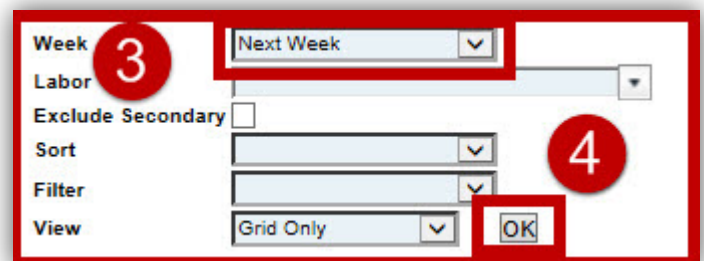 Week 3 Next Week
Labor
Exclude Secondary
Sort
4
Filter
View Grid Only OK